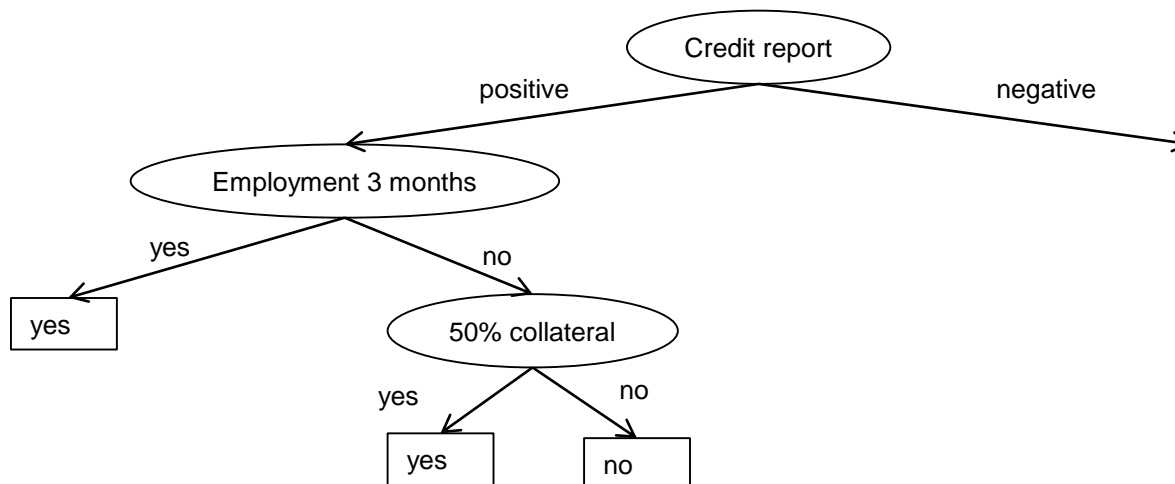 Credit report
positive
negative
Employment 3 months
yes
no
yes
50% collateral
yes
no
yes
no